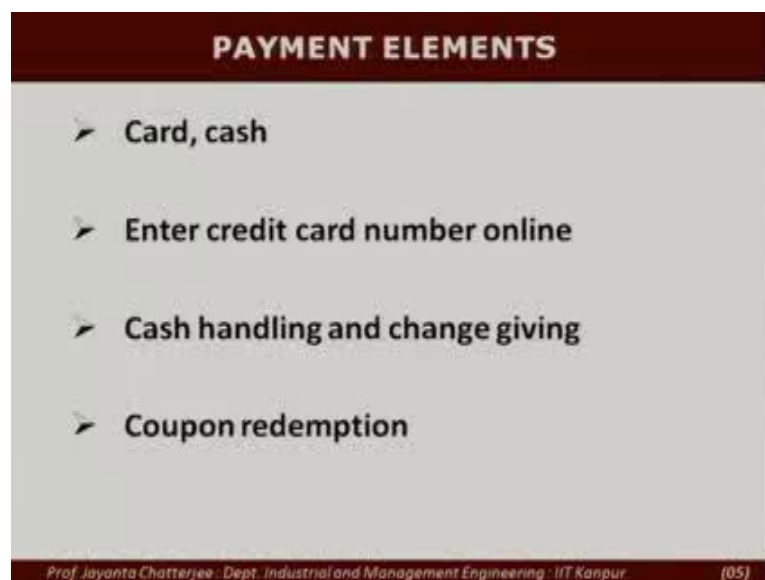 PAYMENT ELEMENTS
Card, cash
Enter credit card number online
Cash handling and change giving
Coupon redemption
Prof Jayanta Chatterjee : Dept. Industrial and Management Engineering : IIT Kanpur (05)